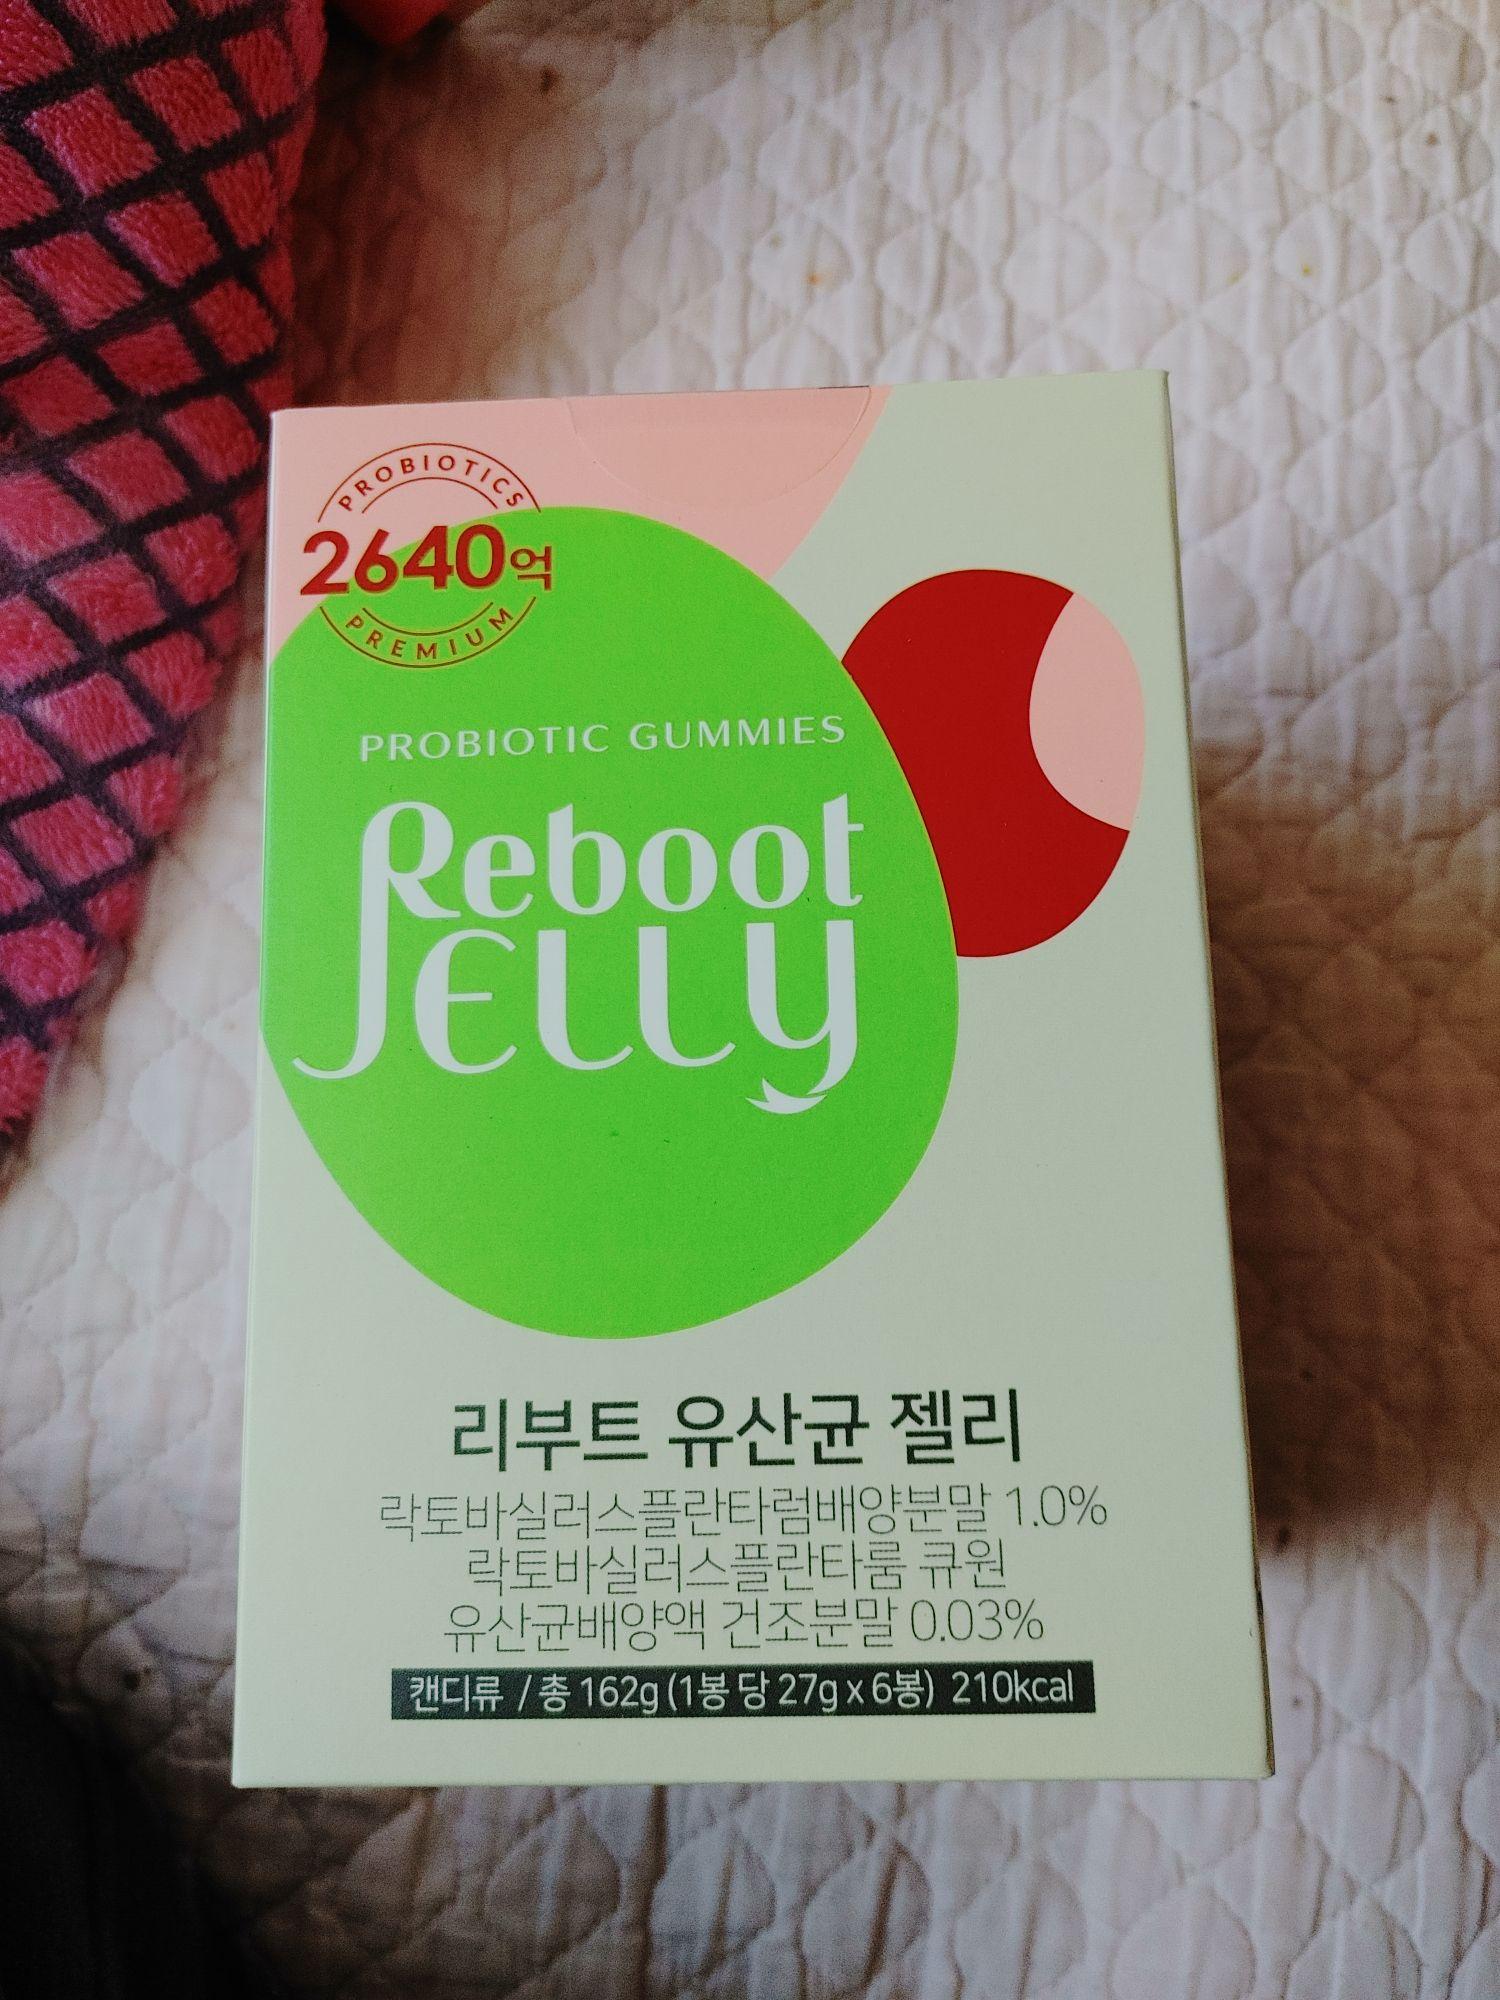 PROBIOTICS
2640억
PREMIUM
PROBIOTIC GUMMIES
Reboot
JELLY
리부트 유산균 젤리
락토바실러스플란타럼배양분말 1.0%
락토바실러스플란타룸 큐원
유산균배양액 건조분말 0.03%
캔디류 / 총 162g (1봉 당 27g x 6봉) 210kcal